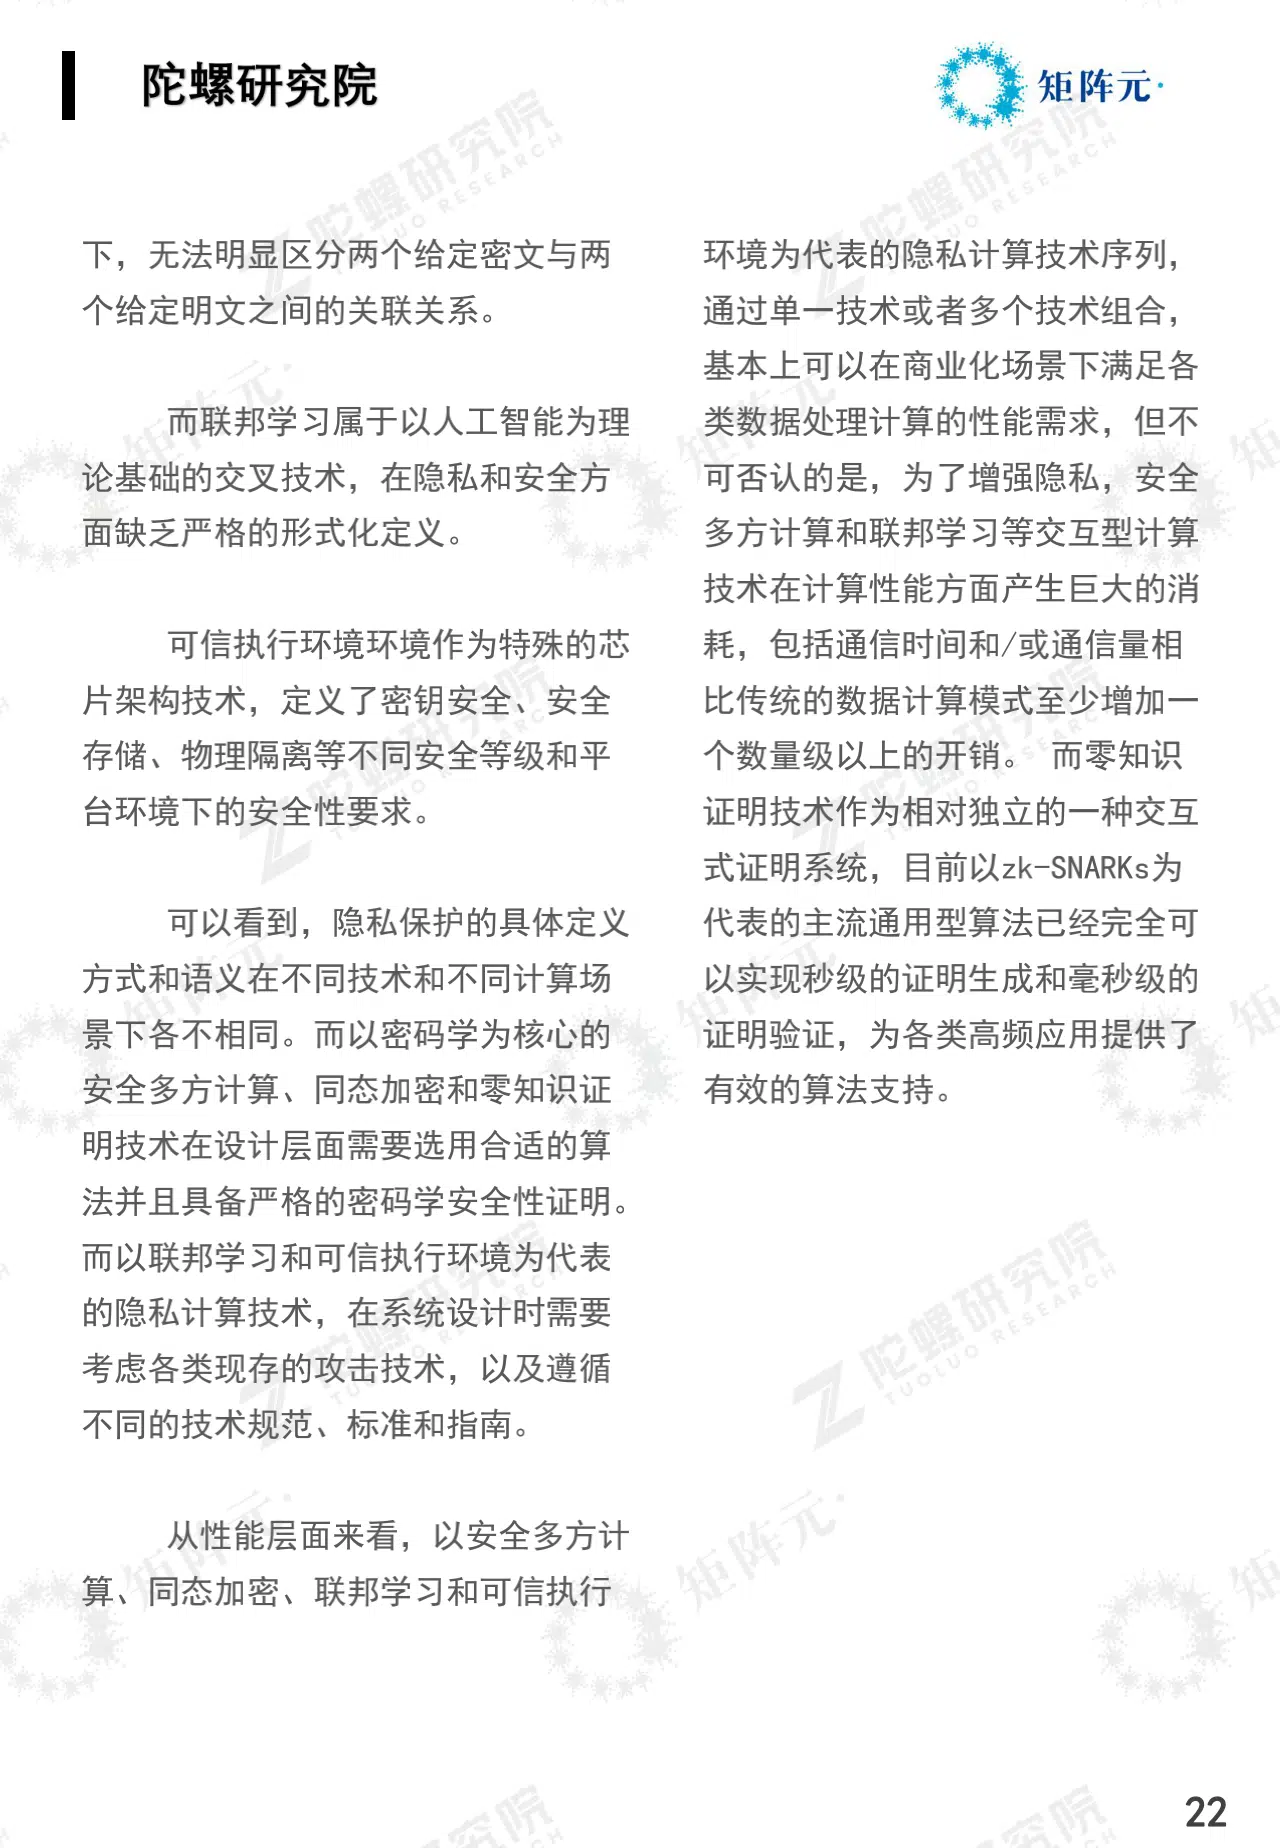 陀螺研究院
矩阵元
下，无法明显区分两个给定密文与两
个给定明文之间的关联关系。
而联邦学习属于以人工智能为理
论基础的交叉技术，在隐私和安全方
面缺乏严格的形式化定义。
可信执行环境环境作为特殊的芯
片架构技术，定义了密钥安全、安全
存储、物理隔离等不同安全等级和平
台环境下的安全性要求。
可以看到，隐私保护的具体定义
方式和语义在不同技术和不同计算场
景下各不相同。而以密码学为核心的
安全多方计算、同态加密和零知识证
明技术在设计层面需要选用合适的算
法并且具备严格的密码学安全性证明。
而以联邦学习和可信执行环境为代表
的隐私计算技术，在系统设计时需要
考虑各类现存的攻击技术，以及遵循
不同的技术规范、标准和指南。
从性能层面来看，以安全多方计
算、同态加密、联邦学习和可信执行
环境为代表的隐私计算技术序列，
通过单一技术或者多个技术组合，
基本上可以在商业化场景下满足各
类数据处理计算的性能需求，但不
可否认的是，为了增强隐私，安全
多方计算和联邦学习等交互型计算
技术在计算性能方面产生巨大的消
耗，包括通信时间和/或通信量相
比传统的数据计算模式至少增加一
个数量级以上的开销。 而零知识
证明技术作为相对独立的一种交互
式证明系统，目前以zk-SNARKs为
代表的主流通用型算法已经完全可
以实现秒级的证明生成和毫秒级的
证明验证，为各类高频应用提供了
有效的算法支持。
22